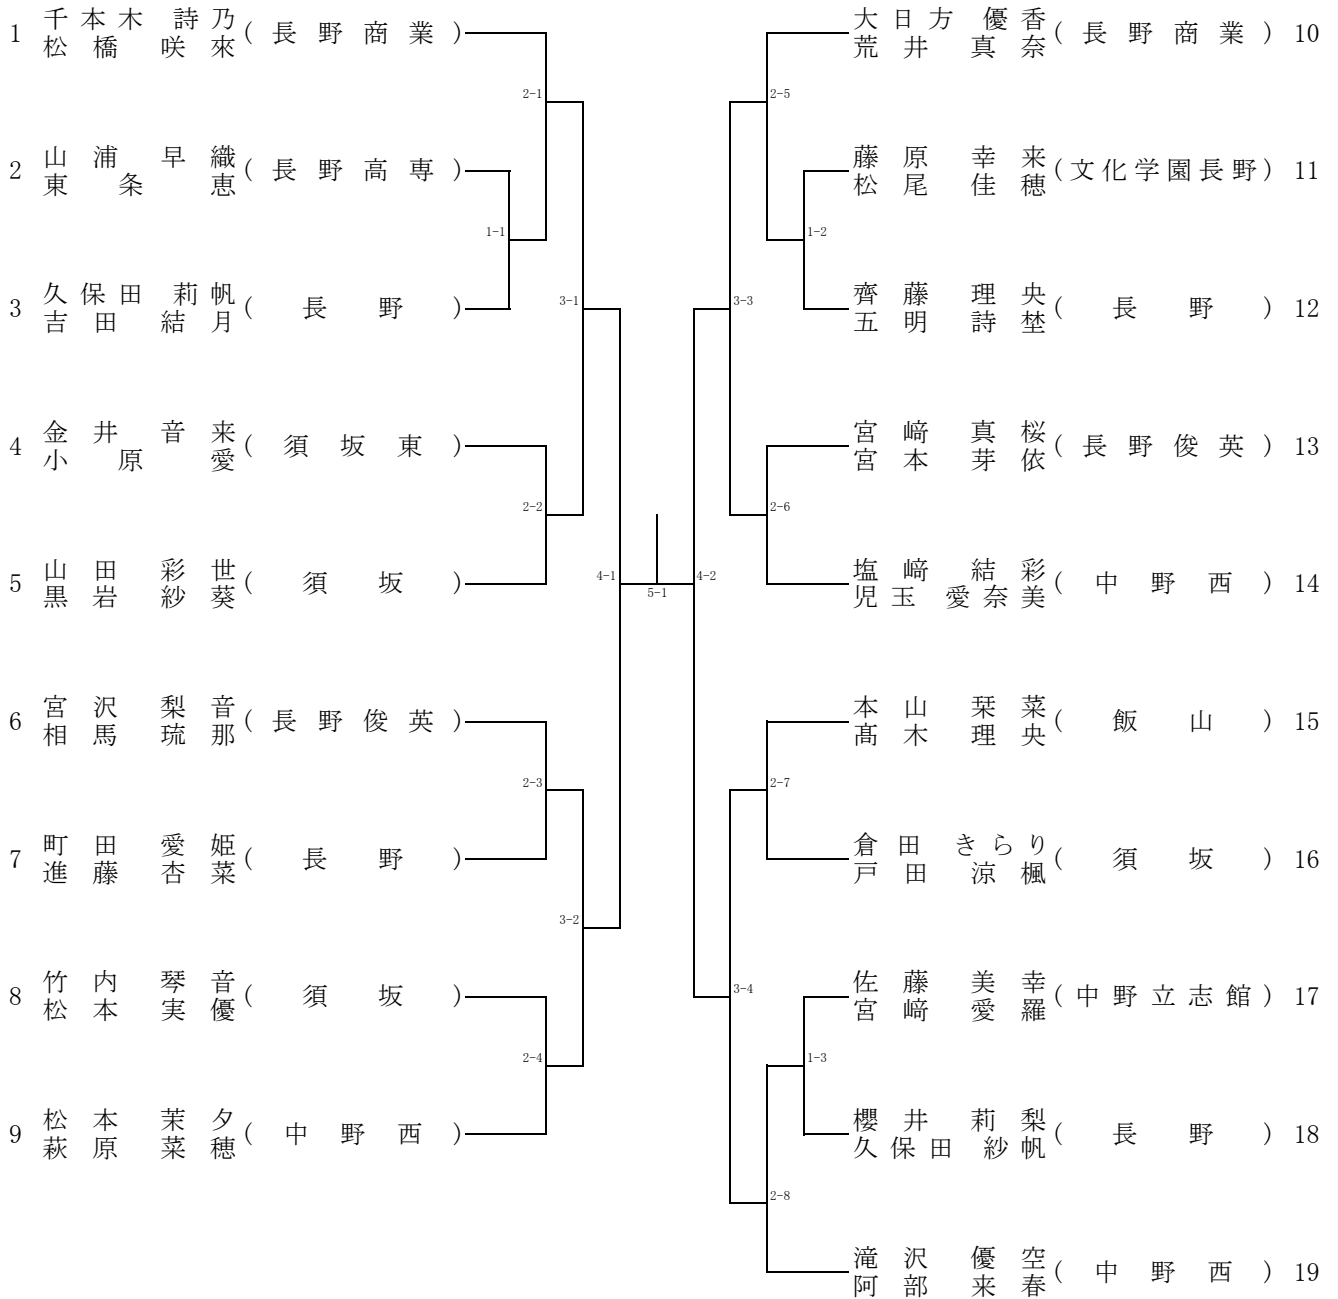 1 千本木 詩乃
松橋 咲來 (長野商業)
2-1
2 山浦 早織
東条 恵 (長野高専)
1-1
3 久保田 莉帆
吉田 結月 (長野)
3-1
4 金井 音来
小原 愛 (須坂東)
2-2
5 山田 彩世
黒岩 紗葵 (須坂)
4-1
6 宮沢 梨音
相馬 琉那 (長野俊英)
2-3
7 町田 愛姫
進藤 杏菜 (長野)
3-2
8 竹内 琴音
松本 実優 (須坂)
2-4
9 松本 茉夕
萩原 菜穂 (中野西)
5-1
大日方 優香
荒井 真奈 (長野商業) 10
2-5
藤原 幸来
松尾 佳穂 (文化学園長野) 11
1-2
齊藤 理央
五明 詩埜 (長野) 12
3-3
宮﨑 真桜
宮本 芽依 (長野俊英) 13
2-6
塩﨑 結彩
児玉 愛奈美 (中野西) 14
4-2
本山 栞菜
髙木 理央 (飯山) 15
2-7
倉田 きらり
戸田 涼楓 (須坂) 16
3-4
佐藤 美幸
宮﨑 愛羅 (中野立志館) 17
1-3
櫻井 莉梨
久保田 紗帆 (長野) 18
2-8
滝沢 優空
阿部 来春 (中野西) 19